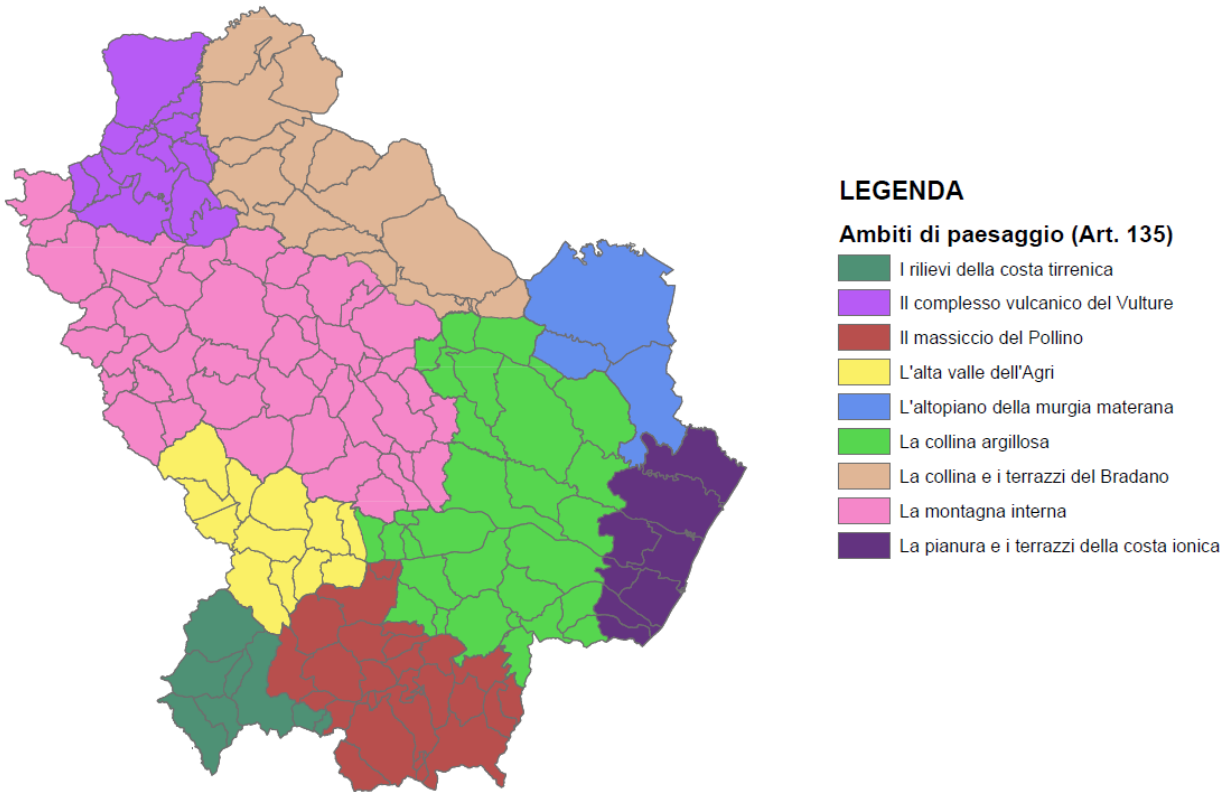 LEGENDA
Ambiti di paesaggio (Art. 135)
I rilievi della costa tirrenica
Il complesso vulcanico del Vulture
Il massiccio del Pollino
L'alta valle dell'Agri
L'altopiano della murgia materana
La collina argillosa
La collina e i terrazzi del Bradano
La montagna interna
La pianura e i terrazzi della costa ionica